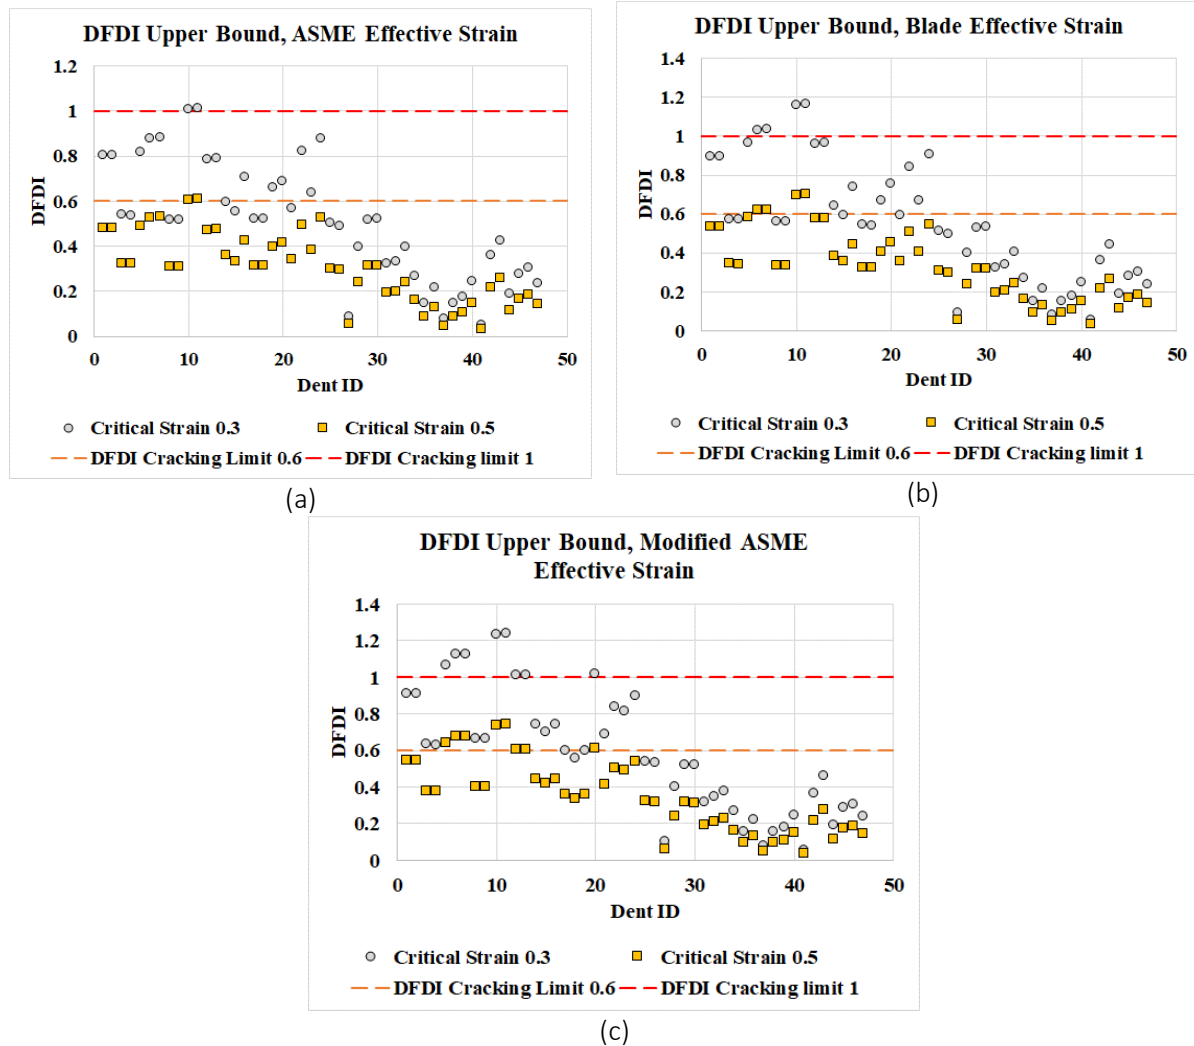 DFDI Upper Bound, ASME Effective Strain
1.2
1
0.8
0.6
0.4
0.2
0
DFDI
0 10 20 30 40 50
Dent ID
Critical Strain 0.3 Critical Strain 0.5
DFDI Cracking Limit 0.6 DFDI Cracking limit 1
(a)
DFDI Upper Bound, Blade Effective Strain
1.4
1.2
1
0.8
0.6
0.4
0.2
0
DFDI
0 10 20 30 40 50
Dent ID
Critical Strain 0.3 Critical Strain 0.5
DFDI Cracking Limit 0.6 DFDI Cracking limit 1
(b)
DFDI Upper Bound, Modified ASME
Effective Strain
1.4
1.2
1
0.8
0.6
0.4
0.2
0
DFDI
0 10 20 30 40 50
Dent ID
Critical Strain 0.3 Critical Strain 0.5
DFDI Cracking Limit 0.6 DFDI Cracking limit 1
(c)